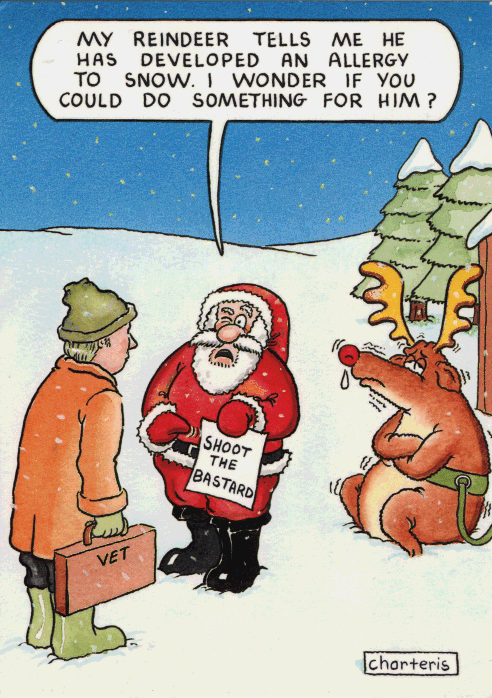 MY REINDEER TELLS ME HE
HAS DEVELOPED AN ALLERGY
TO SNOW. I WONDER IF YOU
COULD DO SOMETHING FOR HIM?
SHOOT
THE
BASTARD
VET
charteris